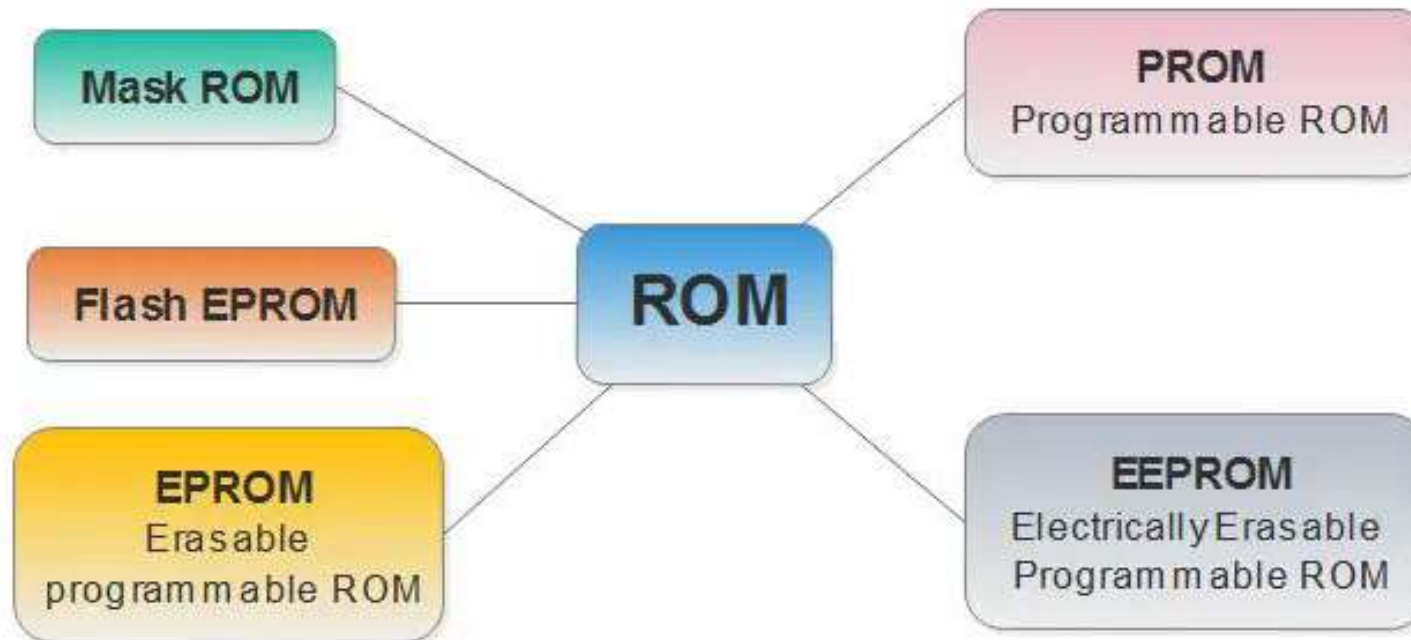 Mask ROM
PROM
Programmable ROM
Flash EPROM
ROM
EPROM
Erasable
programmable ROM
EEPROM
Electrically Erasable
Programmable ROM